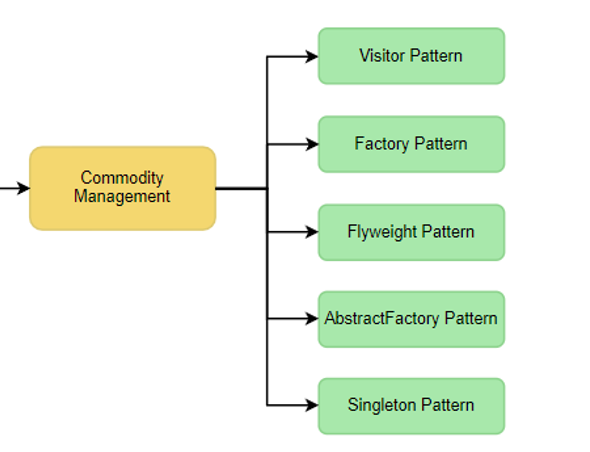 Visitor Pattern
Factory Pattern
Commodity
Management
Flyweight Pattern
AbstractFactory Pattern
Singleton Pattern